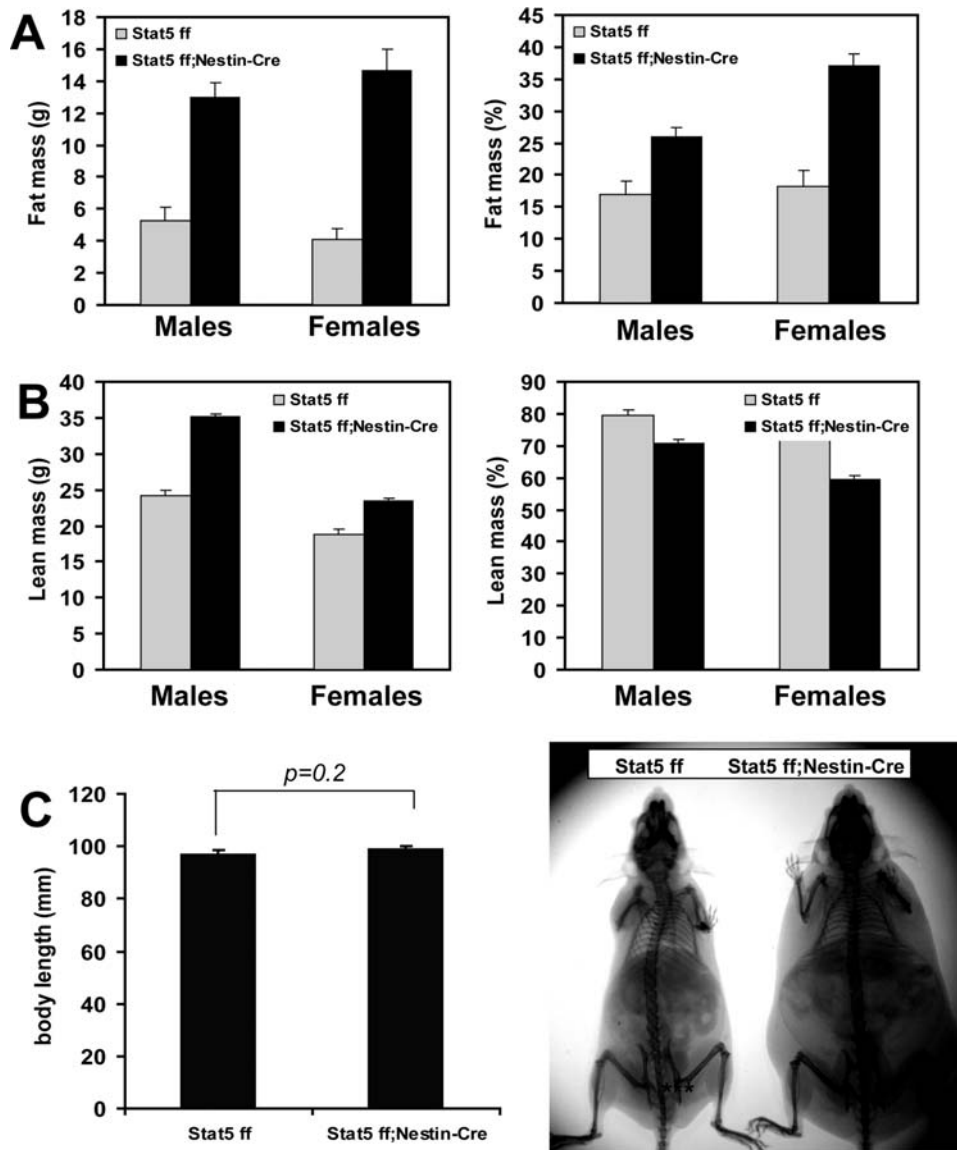 A
Stat5 ff
Stat5 ff;Nestin-Cre
Fat mass (g)
18
16
14
12
10
8
6
4
2
0
Males Females
Stat5 ff
Stat5 ff;Nestin-Cre
Fat mass (%)
45
40
35
30
25
20
15
10
5
0
Males Females
B
Stat5 ff
Stat5 ff;Nestin-Cre
Lean mass (g)
40
35
30
25
20
15
10
5
0
Males Females
Stat5 ff
Stat5 ff;Nestin-Cre
Lean mass (%)
90
80
70
60
50
40
30
20
10
0
Males Females
C
p=0.2
body length (mm)
120
100
80
60
40
20
0
Stat5 ff Stat5 ff;Nestin-Cre
Stat5 ff Stat5 ff;Nestin-Cre
***